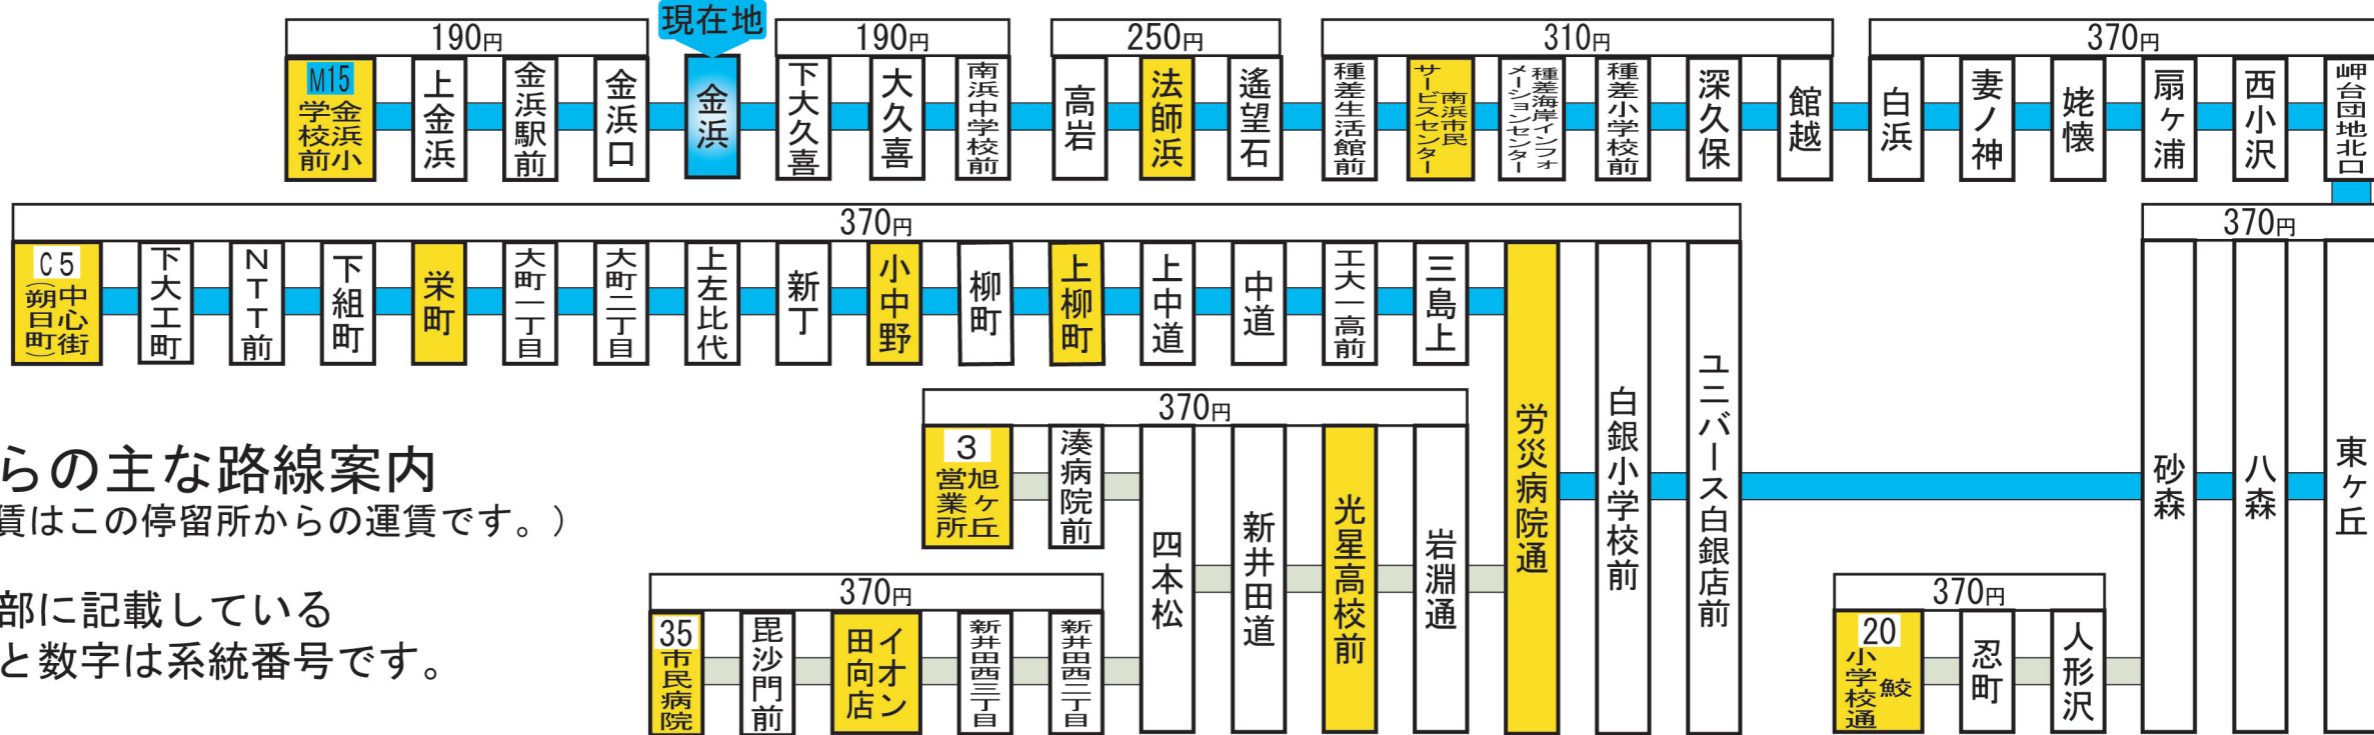 190円
現在地
190円
250円
310円
370円
M15
金浜小学校前
上金浜
金浜駅前
金浜口
金浜
下大久喜
大久喜
南浜中学校前
高岩
法師浜
遙望石
種差生活館前
南浜市民サービスセンター
種差海岸インフォメーションセンター
種差小学校前
深久保
館越
白浜
妻ノ神
姥懐
扇ヶ浦
西小沢
岬台団地北口
370円
370円
C5
中心街(朔日町)
下大工町
NTT前
下組町
栄町
大町一丁目
大町二丁目
上左比代
新丁
小中野
柳町
上柳町
上中道
中道
工大一高前
三島上
労災病院通
白銀小学校前
ユニバース白銀店前
砂森
八森
東ヶ丘
370円
3
旭ヶ丘営業所
湊病院前
四本松
新井田道
光星高校前
岩淵通
らの主な路線案内
賃はこの停留所からの運賃です。)
部に記載している
と数字は系統番号です。
370円
35
市民病院
毘沙門前
イオン田向店
新井田西三丁目
新井田西二丁目
370円
20
鮫小学校通
忍町
人形沢